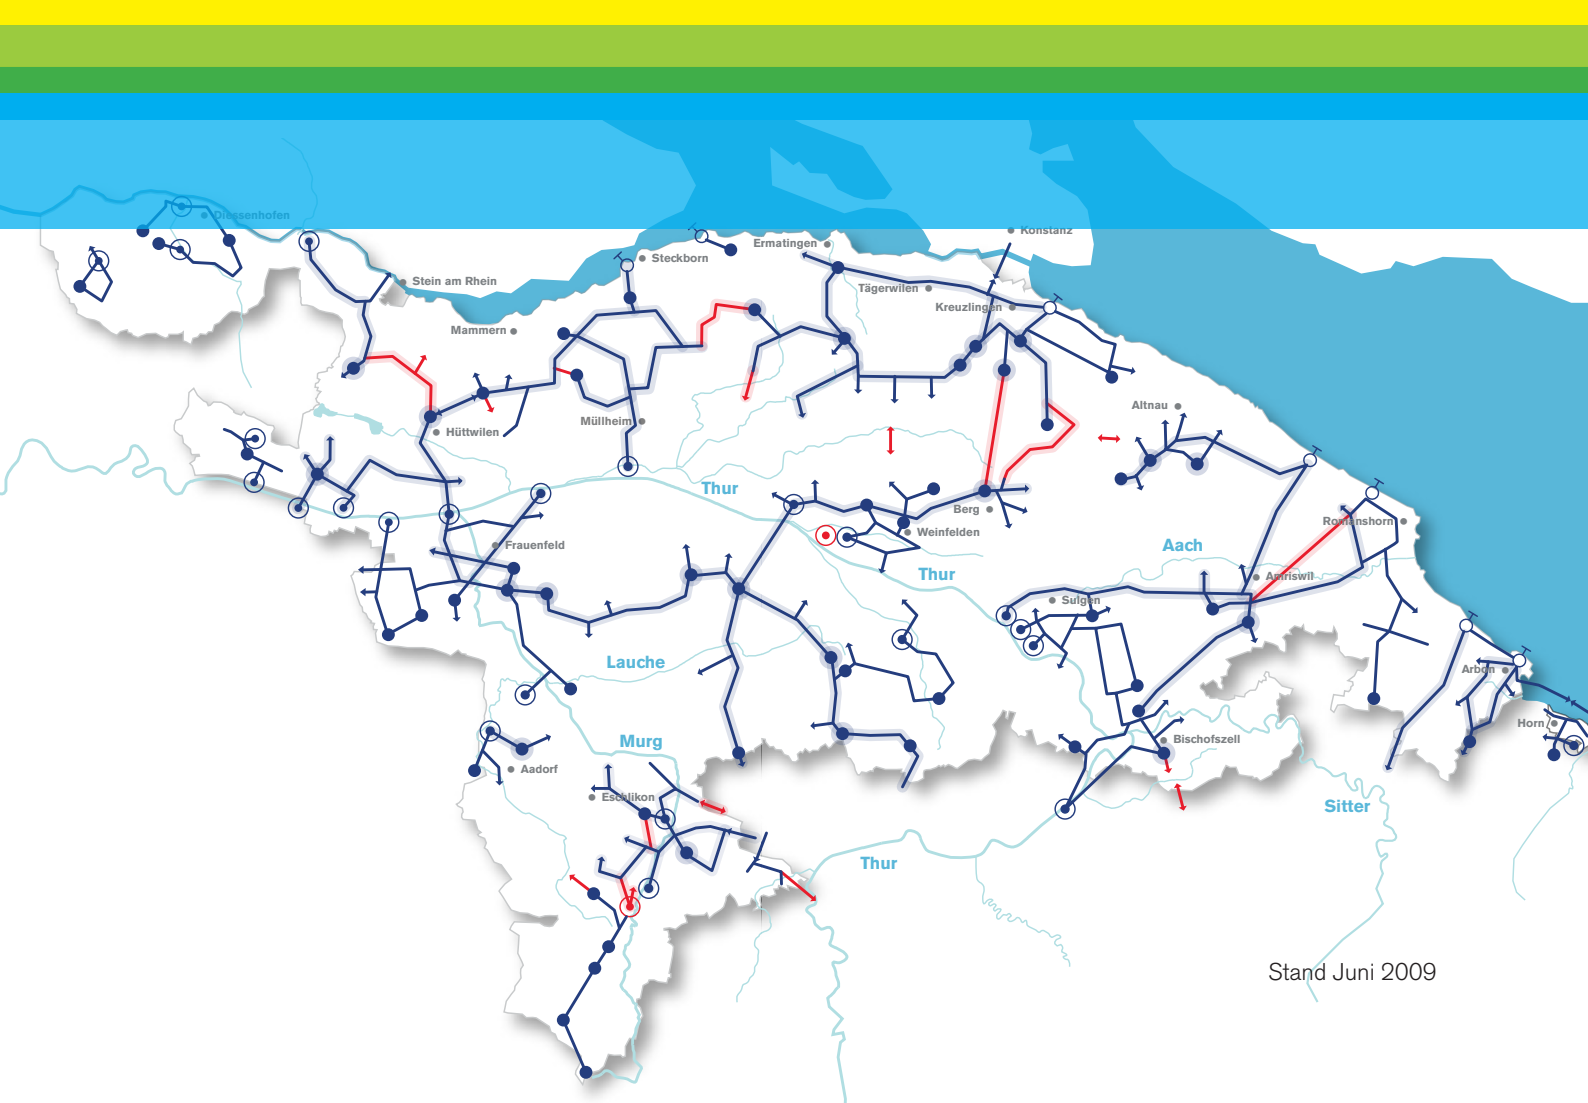 Diessenhofen
Konstanz
Ermatingen
Steckborn
Stein am Rhein
Tägerwilen
Kreuzlingen
Mammern
Altnau
Müllheim
Hüttwilen
Thur
Berg
Romanshorn
Weinfelden
Frauenfeld
Aach
Thur
Amriswil
Sulgen
Lauche
Arbon
Horn
Murg
Bischofszell
Aadorf
Eschlikon
Sitter
Thur
Stand Juni 2009